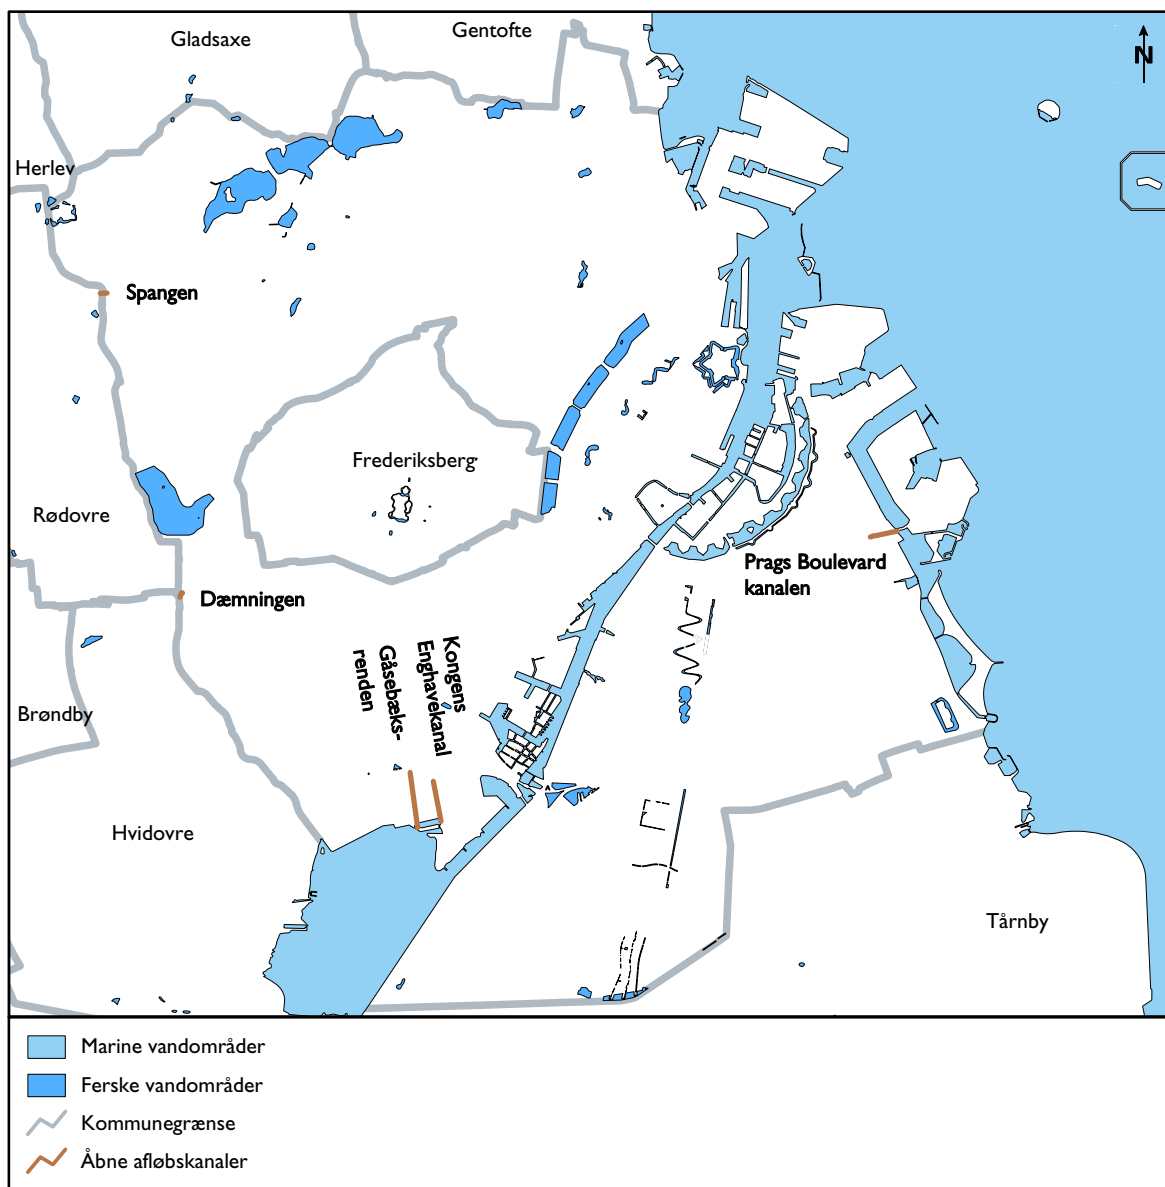 Gentofte
Gladsaxe
N
Herlev
Spangen
Frederiksberg
Rødovre
Prags Boulevard
kanalen
Dæmningen
Kongens
Enghavekanal
Gåsebæks-
renden
Brøndby
Hvidovre
Tårnby
Marine vandområder
Ferske vandområder
Kommunegrænse
Åbne afløbskanaler